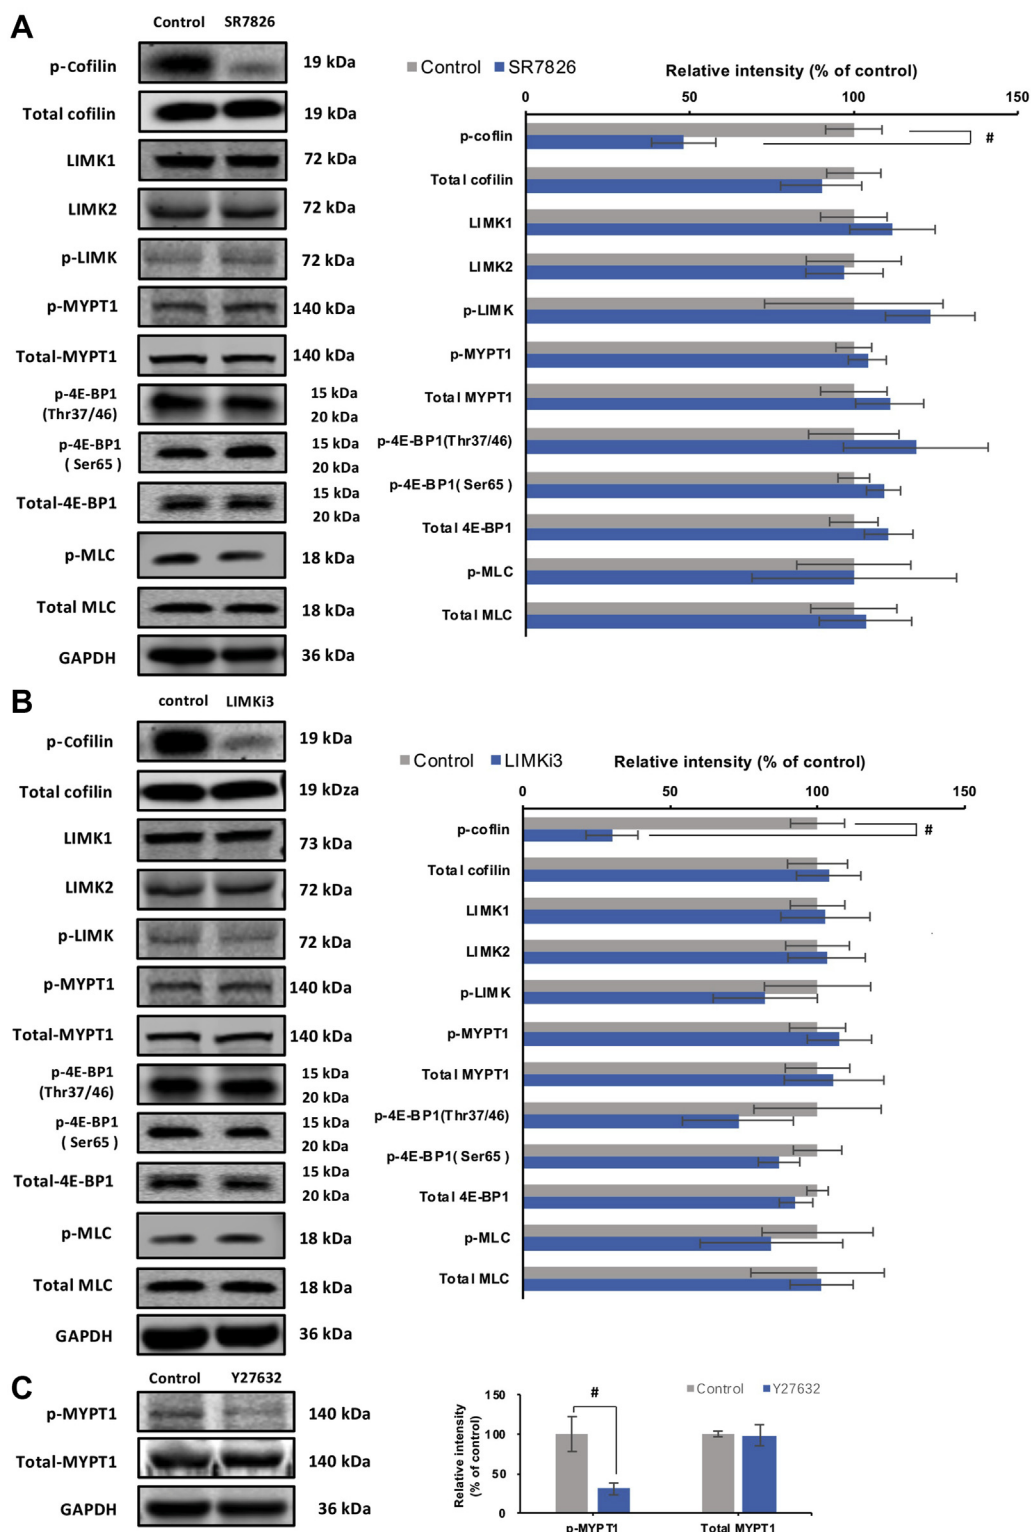 A
Control SR7826
p-Cofilin 19 kDa
Total cofilin 19 kDa
LIMK1 72 kDa
LIMK2 72 kDa
p-LIMK 72 kDa
p-MYPT1 140 kDa
Total-MYPT1 140 kDa
p-4E-BP1 15 kDa
(Thr37/46) 20 kDa
p-4E-BP1 15 kDa
( Ser65 ) 20 kDa
Total-4E-BP1 15 kDa
20 kDa
p-MLC 18 kDa
Total MLC 18 kDa
GAPDH 36 kDa
Control SR7826 Relative intensity (% of control)
0 50 100 150
p-coflin #
Total cofilin
LIMK1
LIMK2
p-LIMK
p-MYPT1
Total MYPT1
p-4E-BP1(Thr37/46)
p-4E-BP1( Ser65 )
Total 4E-BP1
p-MLC
Total MLC
B
control LIMKi3
p-Cofilin 19 kDa
Total cofilin 19 kDza
LIMK1 73 kDa
LIMK2 72 kDa
p-LIMK 72 kDa
p-MYPT1 140 kDa
Total-MYPT1 140 kDa
p-4E-BP1 15 kDa
(Thr37/46) 20 kDa
p-4E-BP1 15 kDa
( Ser65 ) 20 kDa
Total-4E-BP1 15 kDa
20 kDa
p-MLC 18 kDa
Total MLC 18 kDa
GAPDH 36 kDa
Control LIMKi3 Relative intensity (% of control)
0 50 100 150
p-coflin #
Total cofilin
LIMK1
LIMK2
p-LIMK
p-MYPT1
Total MYPT1
p-4E-BP1(Thr37/46)
p-4E-BP1( Ser65 )
Total 4E-BP1
p-MLC
Total MLC
C
Control Y27632
p-MYPT1 140 kDa
Total-MYPT1 140 kDa
GAPDH 36 kDa
Control Y27632
Relative intensity
(% of control)
150
100
50
0
#
p-MYPT1 Total MYPT1